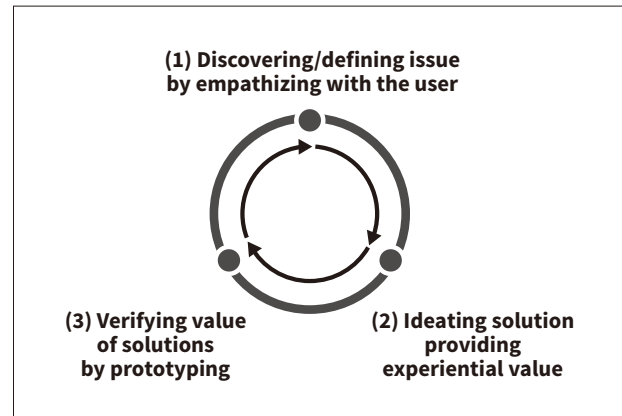 (1) Discovering/defining issue
by empathizing with the user
(3) Verifying value
of solutions
by prototyping
(2) Ideating solution
providing
experiential value